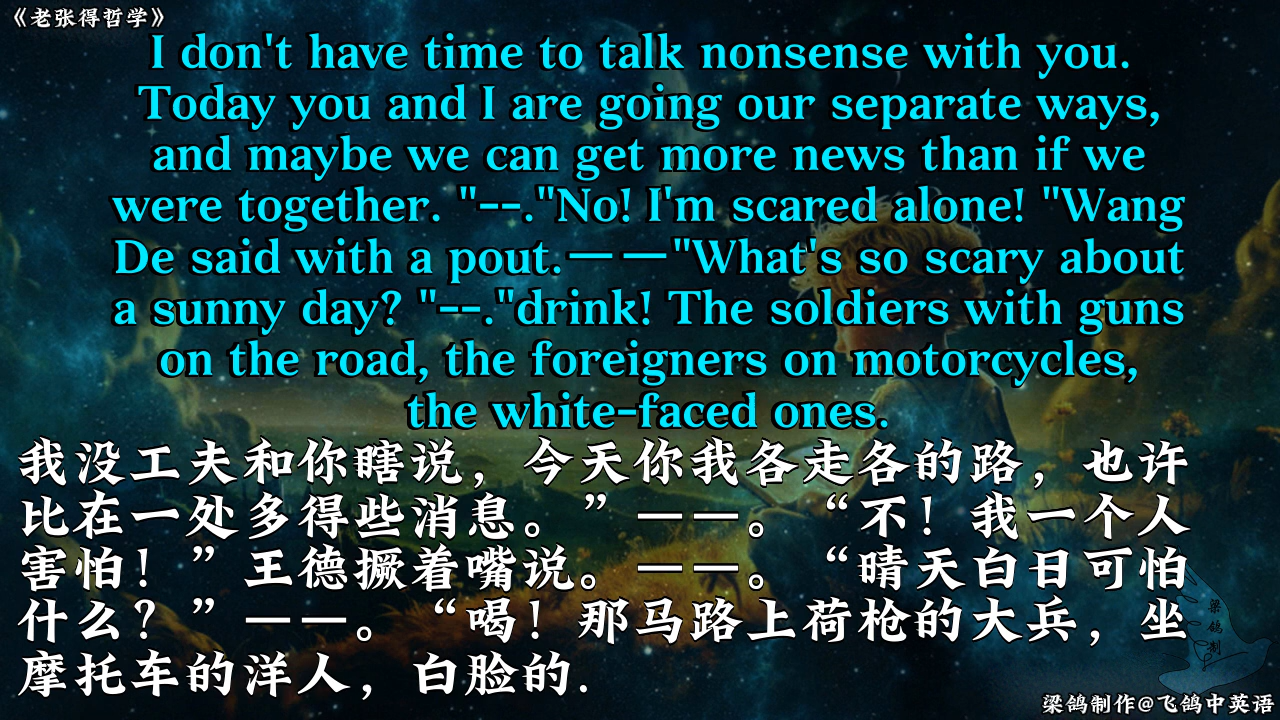 《老张得哲学》
I don't have time to talk nonsense with you.
Today you and I are going our separate ways,
and maybe we can get more news than if we
were together. "--."No! I'm scared alone! "Wang
De said with a pout.——"What's so scary about
a sunny day? "--."drink! The soldiers with guns
on the road, the foreigners on motorcycles,
the white-faced ones.
我没工夫和你瞎说，今天你我各走各的路，也许
比在一处多得些消息。”——。“不！我一个人
害怕！”王德撅着嘴说。——。“晴天白日可怕
什么？”——。“喝！那马路上荷枪的大兵，坐
摩托车的洋人，白脸的.
梁鸽制
梁鸽制作@飞鸽中英语